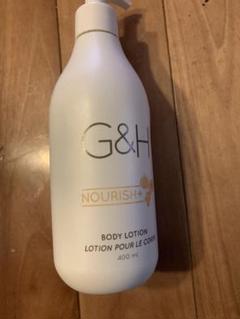 G&H
NOURISH+
BODY LOTION
LOTION POUR LE CORPS
400 ml